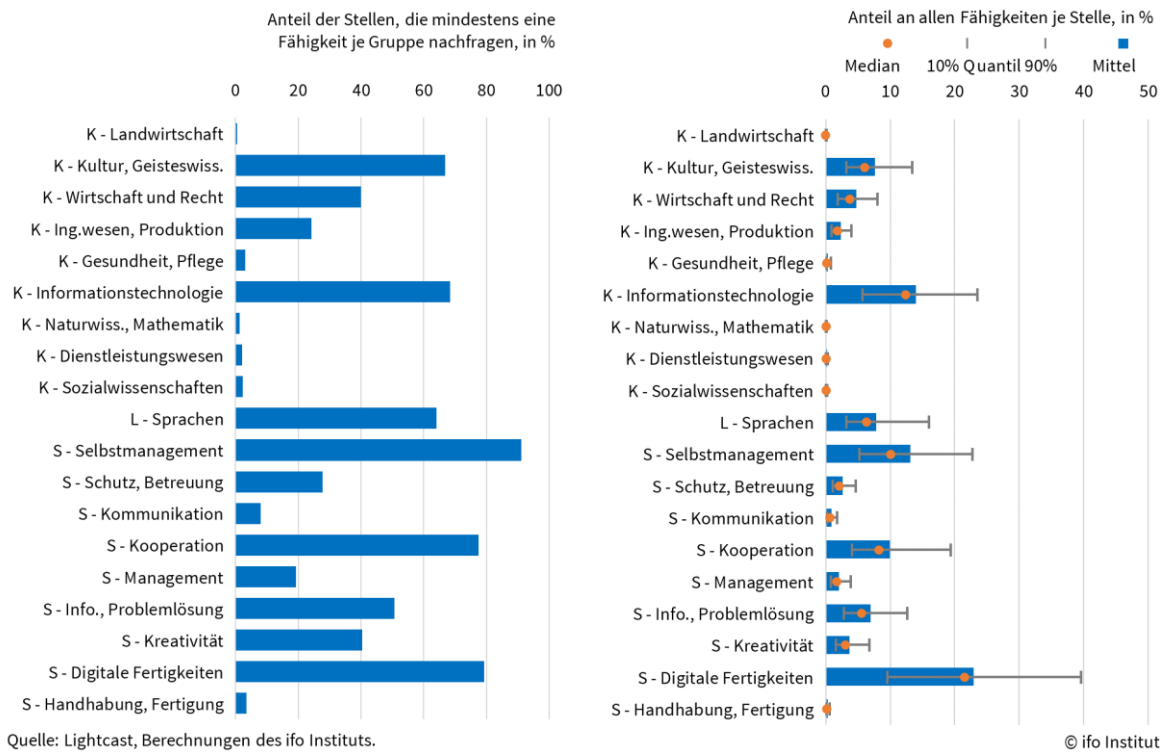 Anteil der Stellen, die mindestens eine
Fähigkeit je Gruppe nachfragen, in %
0 20 40 60 80 100
K - Landwirtschaft
K - Kultur, Geisteswiss.
K - Wirtschaft und Recht
K - Ing.wesen, Produktion
K - Gesundheit, Pflege
K - Informationstechnologie
K - Naturwiss., Mathematik
K - Dienstleistungswesen
K - Sozialwissenschaften
L - Sprachen
S - Selbstmanagement
S - Schutz, Betreuung
S - Kommunikation
S - Kooperation
S - Management
S - Info., Problemlösung
S - Kreativität
S - Digitale Fertigkeiten
S - Handhabung, Fertigung
Anteil an allen Fähigkeiten je Stelle, in %
Median 10% Quantil 90% Mittel
0 10 20 30 40 50
K - Landwirtschaft
K - Kultur, Geisteswiss.
K - Wirtschaft und Recht
K - Ing.wesen, Produktion
K - Gesundheit, Pflege
K - Informationstechnologie
K - Naturwiss., Mathematik
K - Dienstleistungswesen
K - Sozialwissenschaften
L - Sprachen
S - Selbstmanagement
S - Schutz, Betreuung
S - Kommunikation
S - Kooperation
S - Management
S - Info., Problemlösung
S - Kreativität
S - Digitale Fertigkeiten
S - Handhabung, Fertigung
Quelle: Lightcast, Berechnungen des ifo Instituts.
© ifo Institut